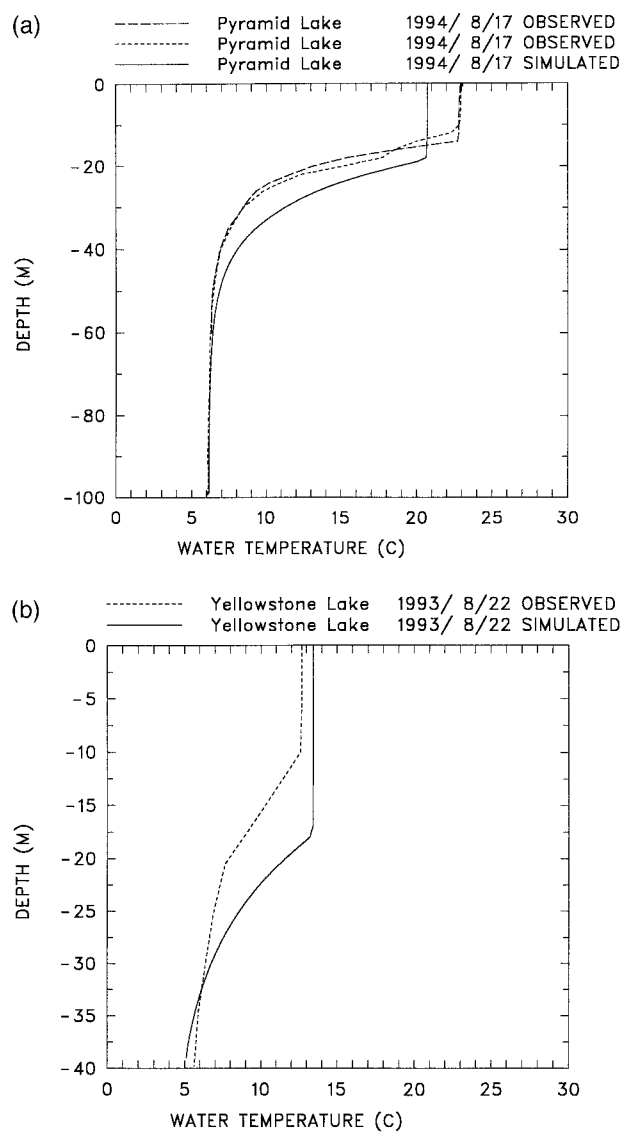 (a)
Pyramid Lake 1994/ 8/17 OBSERVED
Pyramid Lake 1994/ 8/17 OBSERVED
Pyramid Lake 1994/ 8/17 SIMULATED
0
-20
-40
-60
-80
-100
DEPTH (M)
0 5 10 15 20 25 30
WATER TEMPERATURE (C)
(b)
Yellowstone Lake 1993/ 8/22 OBSERVED
Yellowstone Lake 1993/ 8/22 SIMULATED
0
-5
-10
-15
-20
-25
-30
-35
-40
DEPTH (M)
0 5 10 15 20 25 30
WATER TEMPERATURE (C)